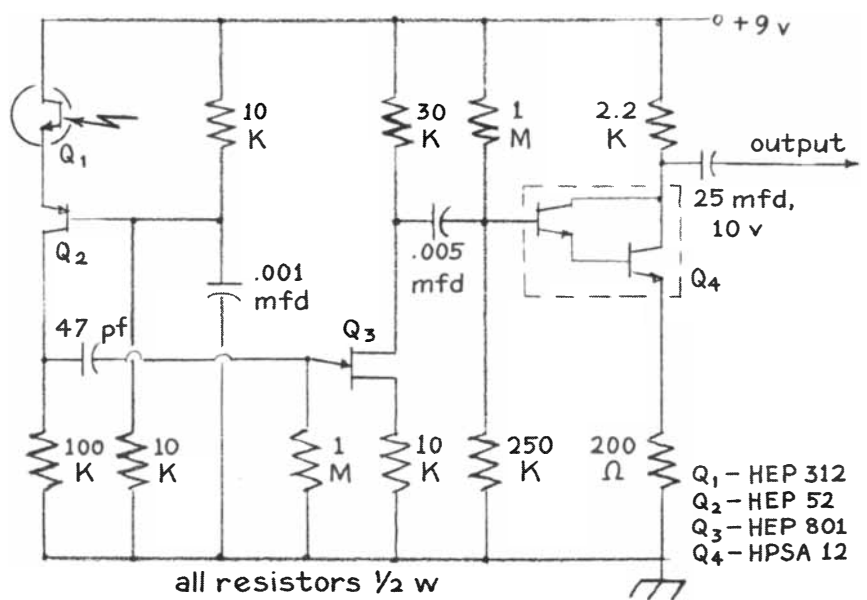 +9 v
Q1
10
K
30
K
1
M
2.2
K
output
Q2
.001
mfd
.005
mfd
25 mfd,
10 v
Q4
47 pf
Q3
100
K
10
K
1
M
10
K
250
K
200
Ω
Q1-HEP 312
Q2-HEP 52
Q3-HEP 801
Q4-HPSA 12
all resistors ½ w